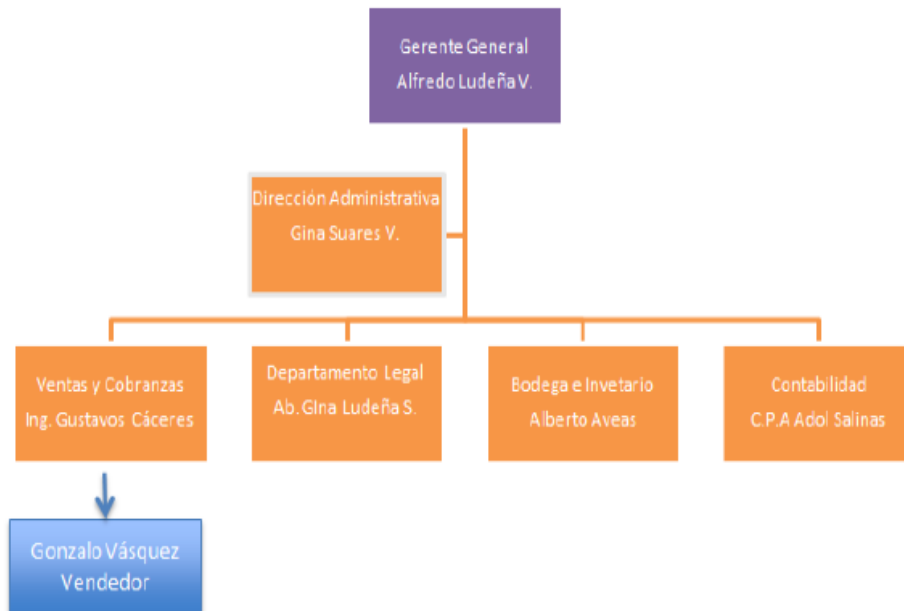 Gerente General
Alfredo Ludeña V.
Dirección Administrativa
Gina Suares V.
Ventas y Cobranzas
Ing. Gustavos Cáceres
Departamento Legal
Ab. GIna Ludeña S.
Bodega e Invetario
Alberto Aveas
Contabilidad
C.P.A Adol Salinas
Gonzalo Vásquez
Vendedor